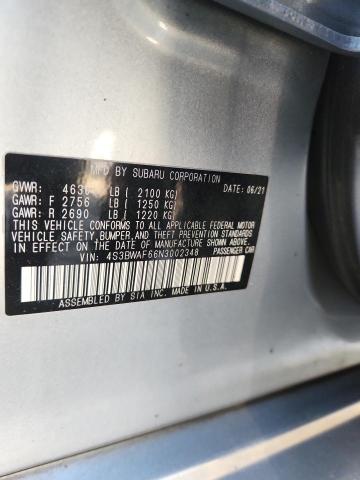 MFD BY SUBARU CORPORATION
GVWR: 4630 LB ( 2100 KG) DATE: 06/21
GAWR: F 2756 LB ( 1250 KG)
GAWR: R 2690 LB ( 1220 KG)
THIS VEHICLE CONFORMS TO ALL APPLICABLE FEDERAL MOTOR
VEHICLE SAFETY, BUMPER, AND THEFT PREVENTION STANDARDS
IN EFFECT ON THE DATE OF MANUFACTURE SHOWN ABOVE.
VIN: 4S3BWAF66N3002348 PASSENGER CAR
ASSEMBLED BY SIA INC. MADE IN U.S.A.